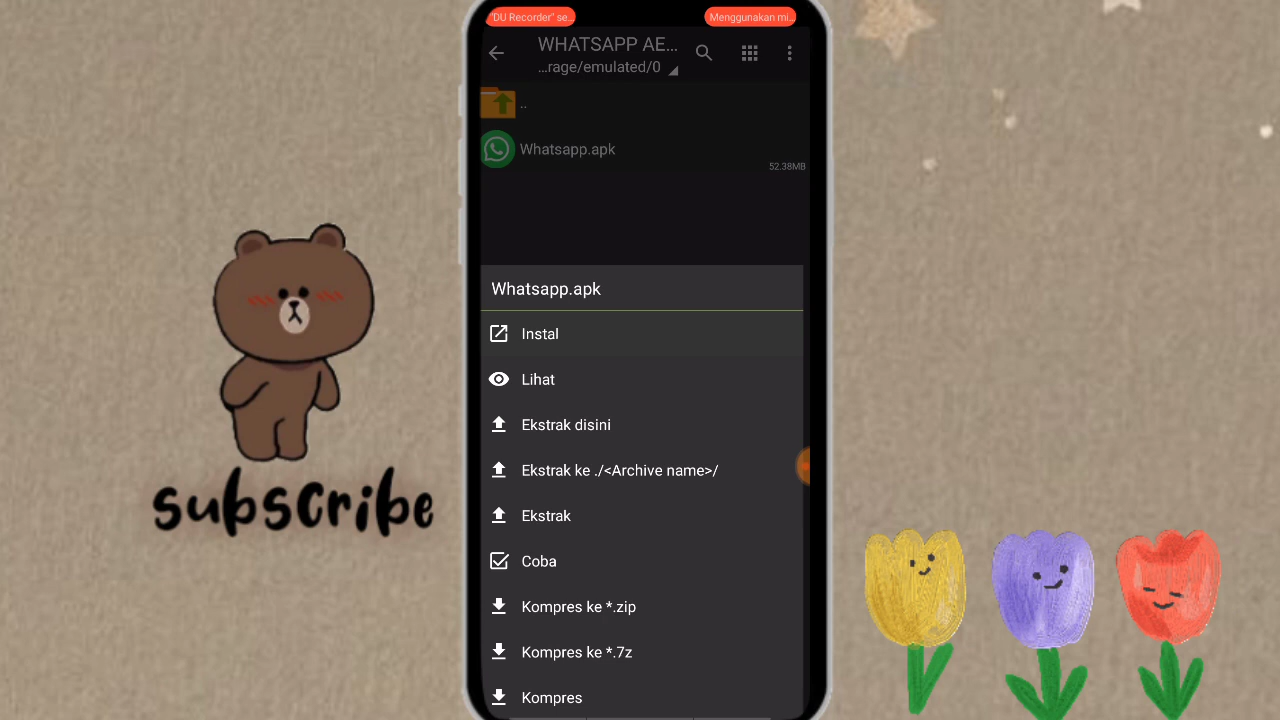 "DU Recorder" se...
Menggunakan mi...
WHATSAPP AE...
...rage/emulated/0
..
Whatsapp.apk
52.38MB
Whatsapp.apk
Instal
Lihat
Ekstrak disini
Ekstrak ke ./<Archive name>/
Ekstrak
Coba
Kompres ke *.zip
Kompres ke *.7z
Kompres
subscribe